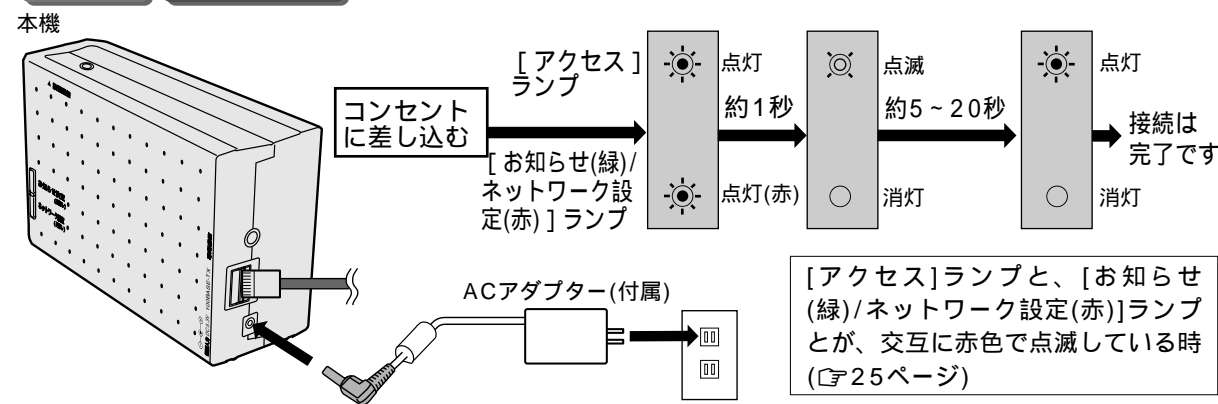 本機
コンセント
に差し込む
[ アクセス ]
ランプ
[ お知らせ(緑)/
ネットワーク設
定(赤) ] ランプ
点灯
点灯(赤)
約1秒
点滅
消灯
約5~20秒
点灯
消灯
接続は
完了です
100BASE-TX
ACアダプター(付属)
[アクセス]ランプと、[お知らせ
(緑)/ネットワーク設定(赤)]ランプ
とが、交互に赤色で点滅している時
(☞25ページ)